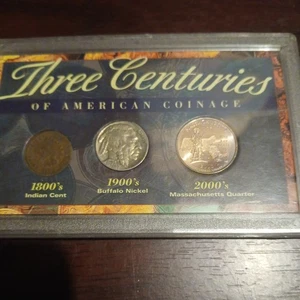 Three Centuries
OF AMERICAN COINAGE
1800's
Indian Cent
1900's
Buffalo Nickel
2000's
Massachusetts Quarter